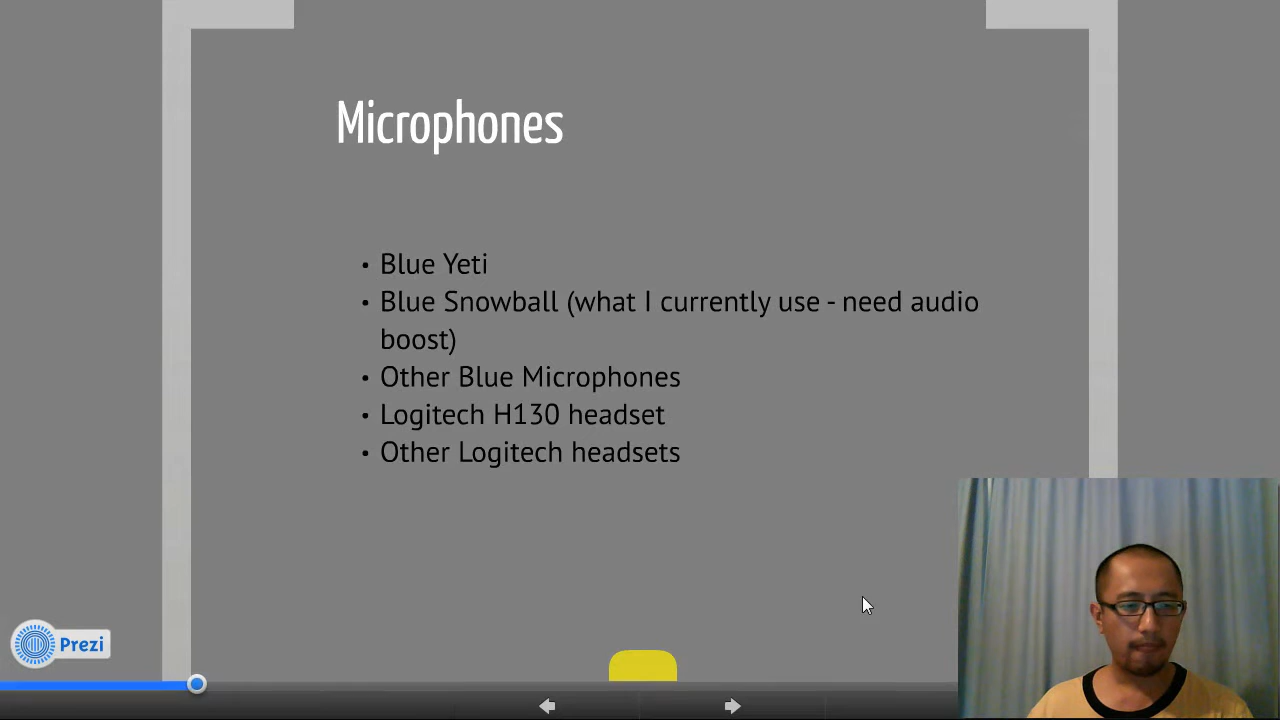 Microphones
• Blue Yeti
• Blue Snowball (what I currently use - need audio
boost)
• Other Blue Microphones
• Logitech H130 headset
• Other Logitech headsets
Prezi